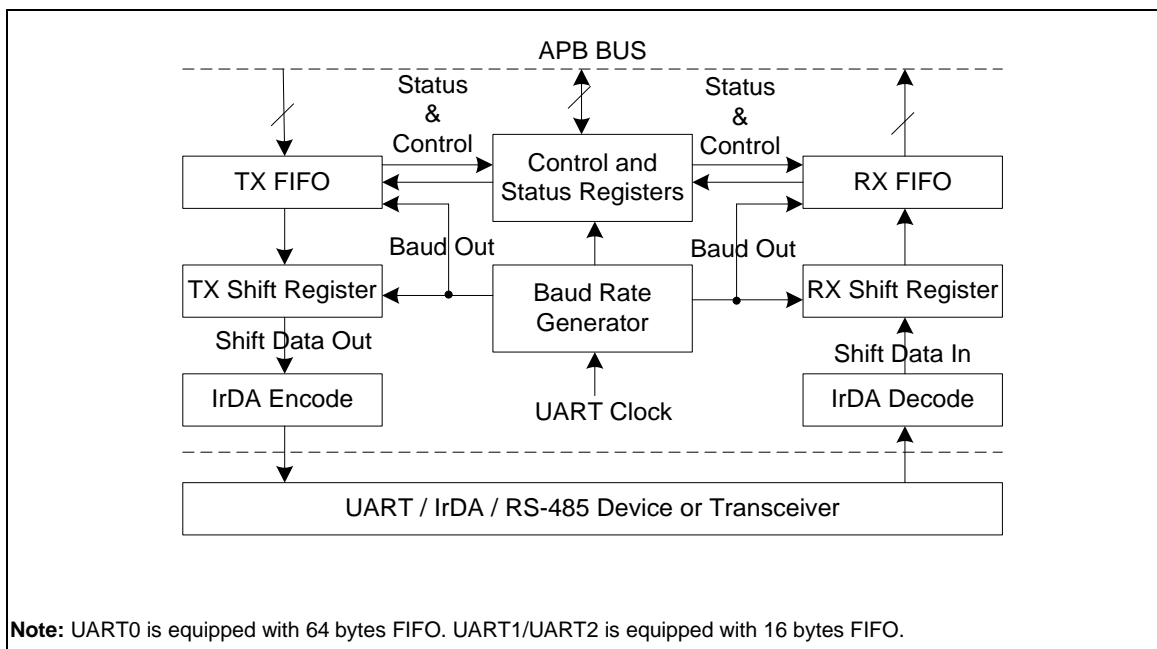 APB BUS
Status
&
Control
Status
&
Control
TX FIFO
Control and
Status Registers
RX FIFO
Baud Out
Baud Out
TX Shift Register
Baud Rate
Generator
RX Shift Register
Shift Data Out
Shift Data In
IrDA Encode
UART Clock
IrDA Decode
UART / IrDA / RS-485 Device or Transceiver
Note: UART0 is equipped with 64 bytes FIFO. UART1/UART2 is equipped with 16 bytes FIFO.